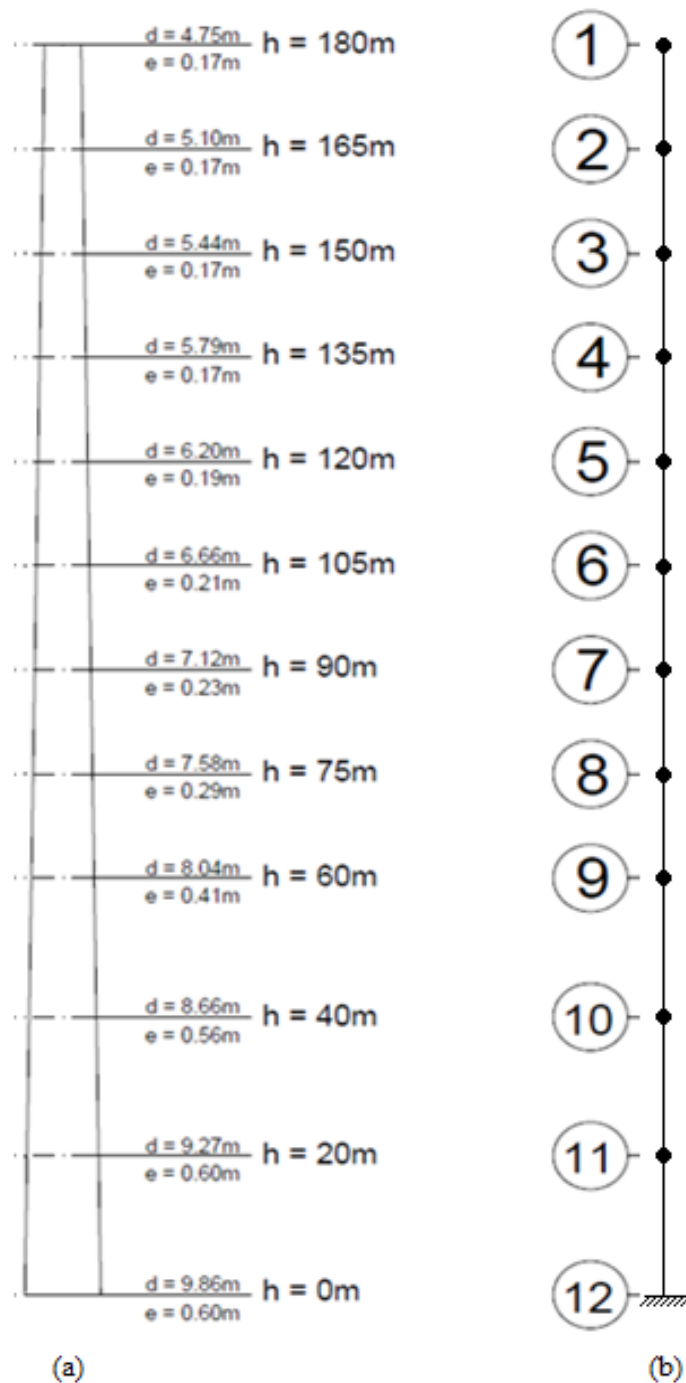 d = 4.75m
e = 0.17m
h = 180m
1
d = 5.10m
e = 0.17m
h = 165m
2
d = 5.44m
e = 0.17m
h = 150m
3
d = 5.79m
e = 0.17m
h = 135m
4
d = 6.20m
e = 0.19m
h = 120m
5
d = 6.66m
e = 0.21m
h = 105m
6
d = 7.12m
e = 0.23m
h = 90m
7
d = 7.58m
e = 0.29m
h = 75m
8
d = 8.04m
e = 0.41m
h = 60m
9
d = 8.66m
e = 0.56m
h = 40m
10
d = 9.27m
e = 0.60m
h = 20m
11
d = 9.86m
e = 0.60m
h = 0m
12
(a)
(b)